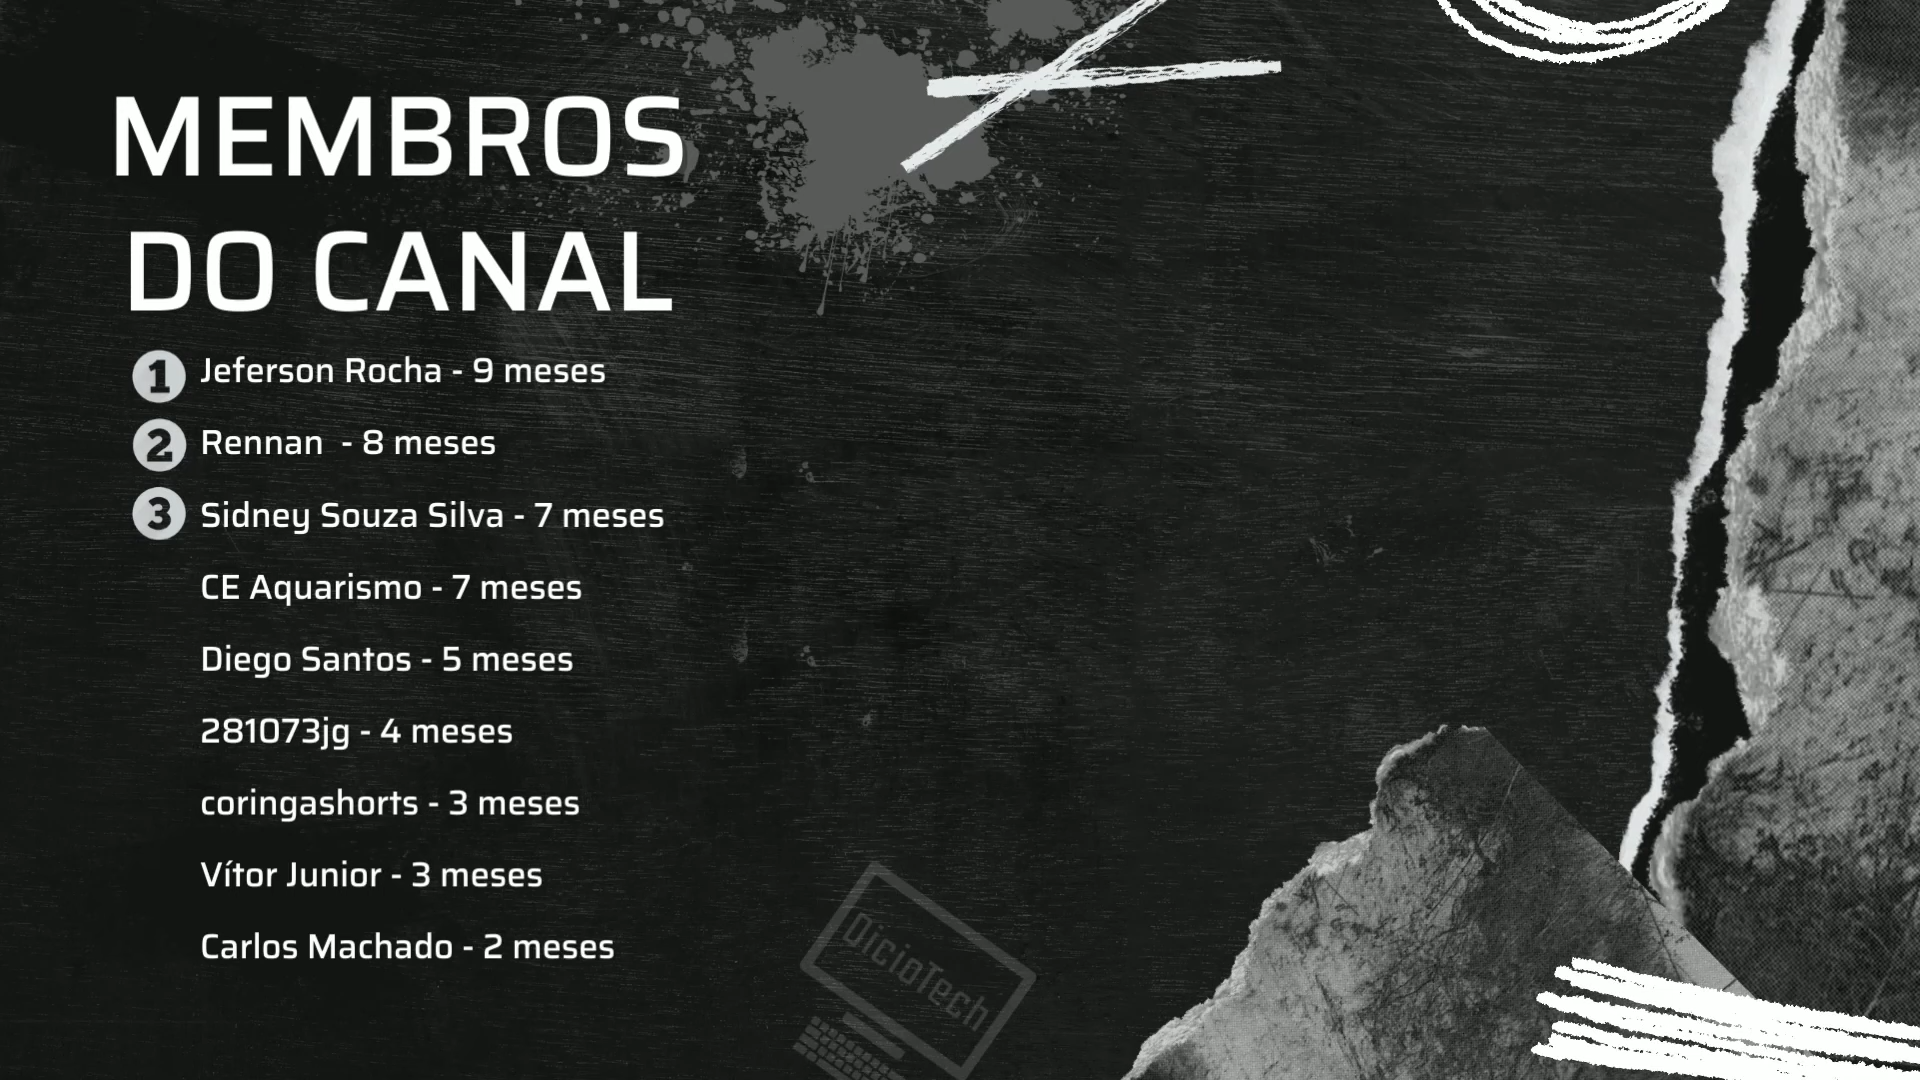 MEMBROS
DO CANAL
1 Jeferson Rocha - 9 meses
2 Rennan - 8 meses
3 Sidney Souza Silva - 7 meses
CE Aquarismo - 7 meses
Diego Santos - 5 meses
281073jg - 4 meses
coringashorts - 3 meses
Vítor Junior - 3 meses
Carlos Machado - 2 meses
DicioTech